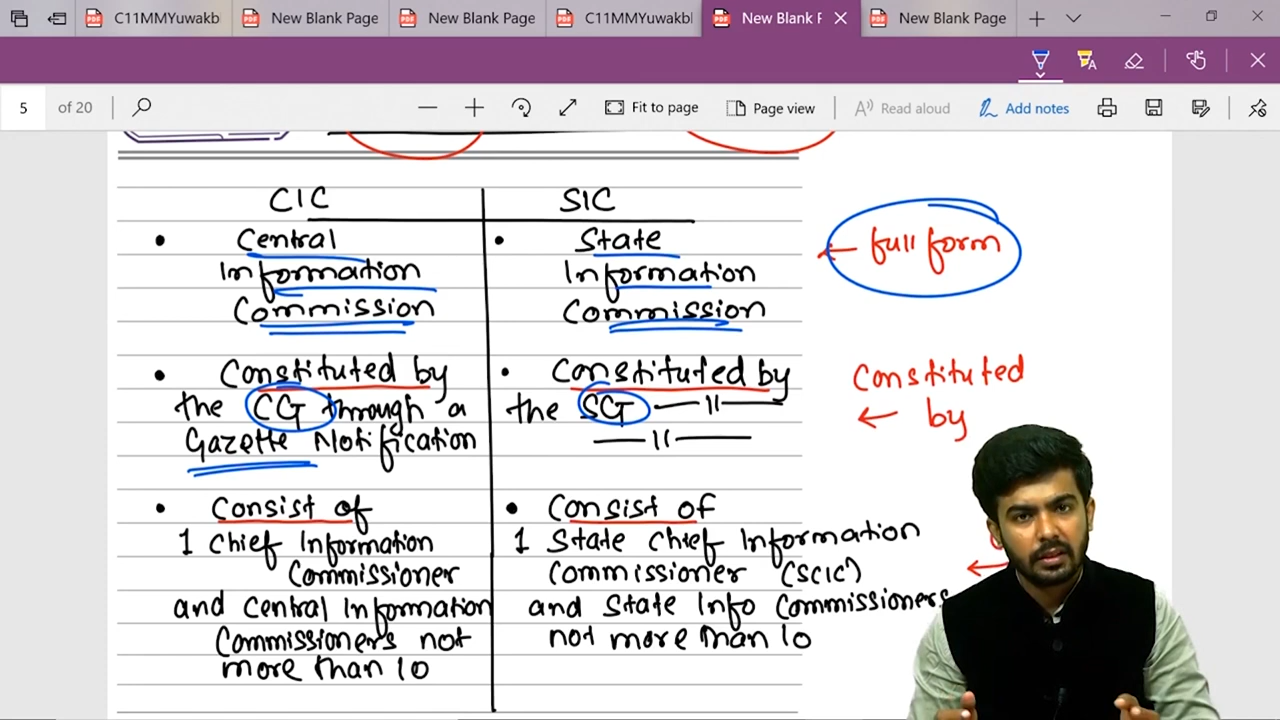 C11MMYuwakb
New Blank Page
New Blank Page
C11MMYuwakb
New Blank P
New Blank Page
5 of 20
Fit to page
Page view
Read aloud
Add notes
CIC
SIC
• Central
Information
Commission
• State
Information
Commission
← full form
• Constituted by
the CG through a
Gazette Notification
• Constituted by
the SG —〃—
—〃—
Constituted
← by
• Consist of
1 Chief Information
Commissioner
and Central Information
Commissioners not
more than 10
• Consist of
1 State Chief Information
Commissioner (SCIC)
and State Info Commissioners
not more than 10